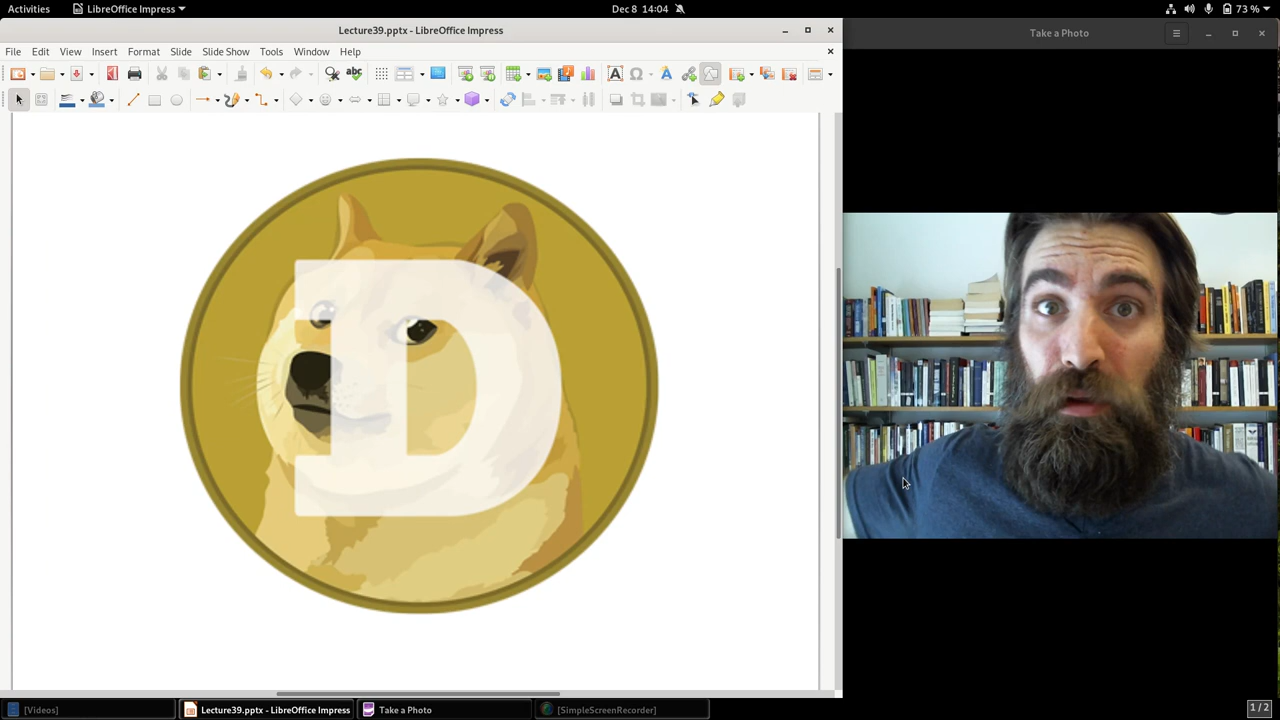 Activities LibreOffice Impress Dec 8 14:04 73 %
Lecture39.pptx - LibreOffice Impress
Take a Photo
File Edit View Insert Format Slide Slide Show Tools Window Help
abc
D
[Videos] Lecture39.pptx - LibreOffice Impress Take a Photo [SimpleScreenRecorder] 1 / 2